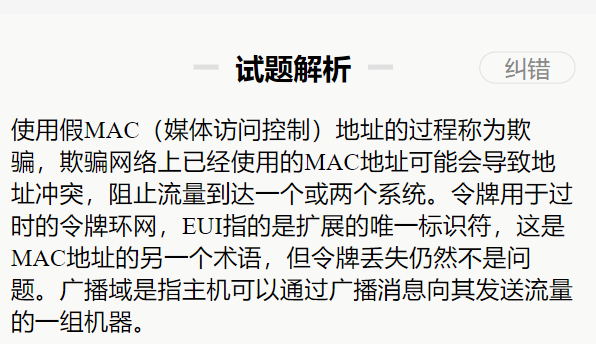 试题解析
纠错
使用假MAC（媒体访问控制）地址的过程称为欺
骗，欺骗网络上已经使用的MAC地址可能会导致地
址冲突，阻止流量到达一个或两个系统。令牌用于过
时的令牌环网，EUI指的是扩展的唯一标识符，这是
MAC地址的另一个术语，但令牌丢失仍然不是问
题。广播域是指主机可以通过广播消息向其发送流量
的一组机器。